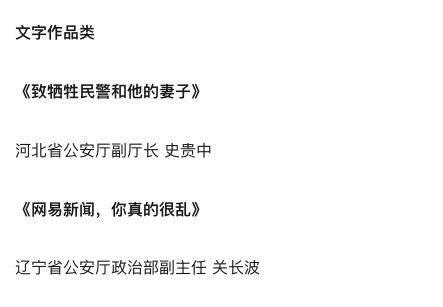 文字作品类
《致牺牲民警和他的妻子》
河北省公安厅副厅长 史贵中
《网易新闻，你真的很乱》
辽宁省公安厅政治部副主任 关长波